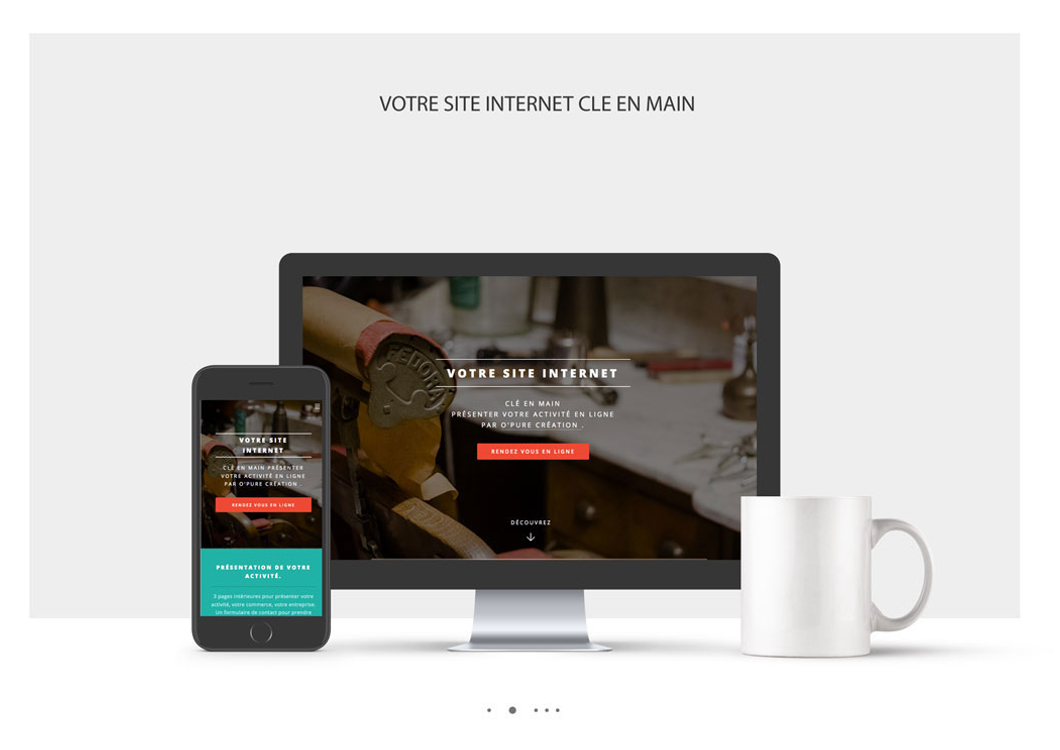 VOTRE SITE INTERNET CLE EN MAIN
FEDORA
VOTRE SITE INTERNET
CLÉ EN MAIN
PRÉSENTER VOTRE ACTIVITÉ EN LIGNE
PAR O'PURE CRÉATION .
RENDEZ VOUS EN LIGNE
DÉCOUVREZ
VOTRE SITE
INTERNET
CLÉ EN MAIN PRÉSENTER
VOTRE ACTIVITÉ EN LIGNE
PAR O'PURE CRÉATION .
RENDEZ VOUS EN LIGNE
PRÉSENTATION DE VOTRE
ACTIVITÉ.
3 pages intérieures pour présenter votre
activité, votre commerce, votre entreprise.
Un formulaire de contact pour prendre